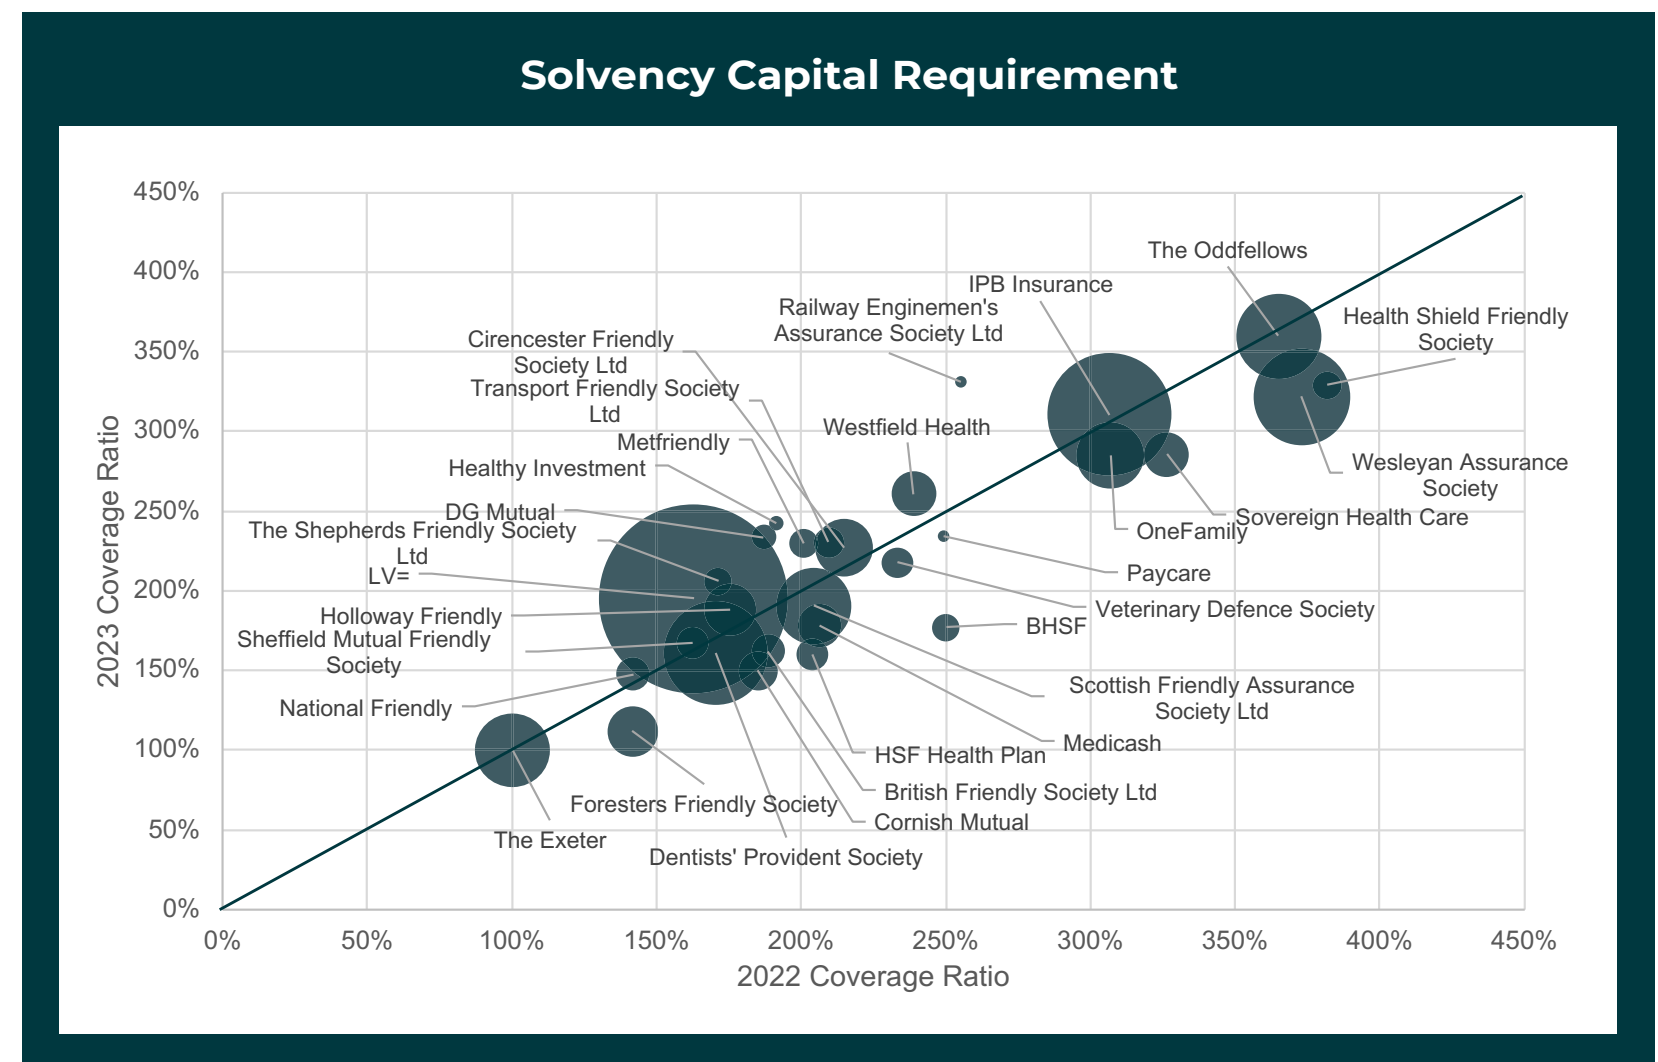 Solvency Capital Requirement
450%
400%
350%
300%
250%
200%
150%
100%
50%
0%
2023 Coverage Ratio
The Oddfellows
IPB Insurance
Railway Enginemen's
Assurance Society Ltd
Health Shield Friendly
Society
Cirencester Friendly
Society Ltd
Transport Friendly Society
Ltd
Westfield Health
Metfriendly
Healthy Investment
Wesleyan Assurance
Society
DG Mutual
Sovereign Health Care
The Shepherds Friendly Society
Ltd
OneFamily
LV=
Paycare
Holloway Friendly
Veterinary Defence Society
BHSF
Sheffield Mutual Friendly
Society
Scottish Friendly Assurance
Society Ltd
National Friendly
Medicash
HSF Health Plan
British Friendly Society Ltd
Foresters Friendly Society
Cornish Mutual
The Exeter
Dentists' Provident Society
0%
50%
100%
150%
200%
250%
300%
350%
400%
450%
2022 Coverage Ratio